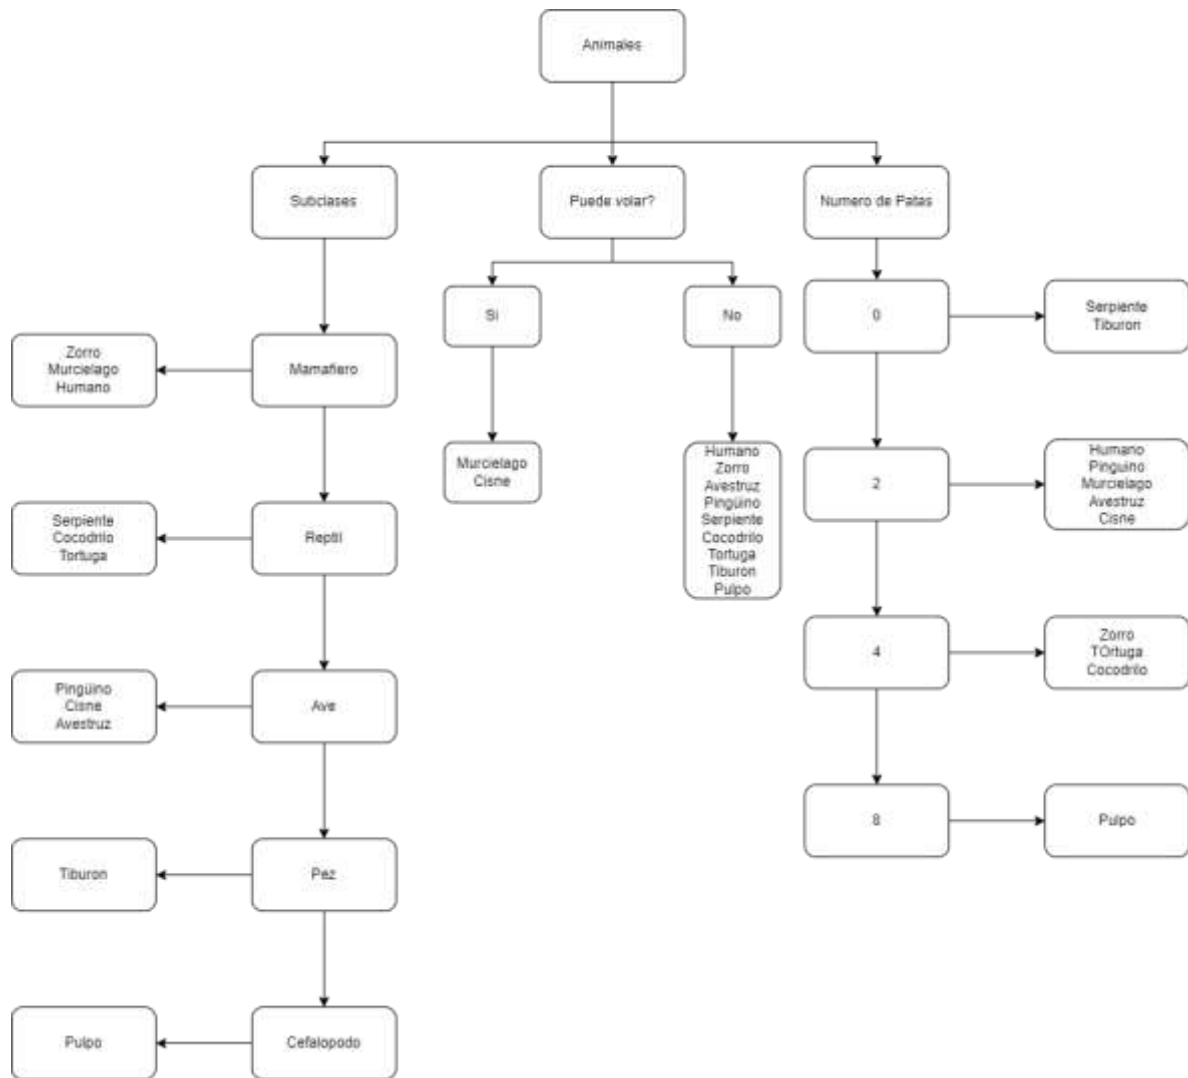 Animales
Subclases
Puede volar?
Numero de Patas
Si
No
0
Serpiente
Tiburon
Zorro
Murcielago
Humano
Mamafiero
Murcielago
Cisne
Humano
Zorro
Avestruz
Pingüino
Serpiente
Cocodrilo
Tortuga
Tiburon
Pulpo
2
Humano
Pinguino
Murcielago
Avestruz
Cisne
Serpiente
Cocodrilo
Tortuga
Reptil
4
Zorro
TOrtuga
Cocodrilo
Pingüino
Cisne
Avestruz
Ave
8
Pulpo
Tiburon
Pez
Pulpo
Cefalopodo